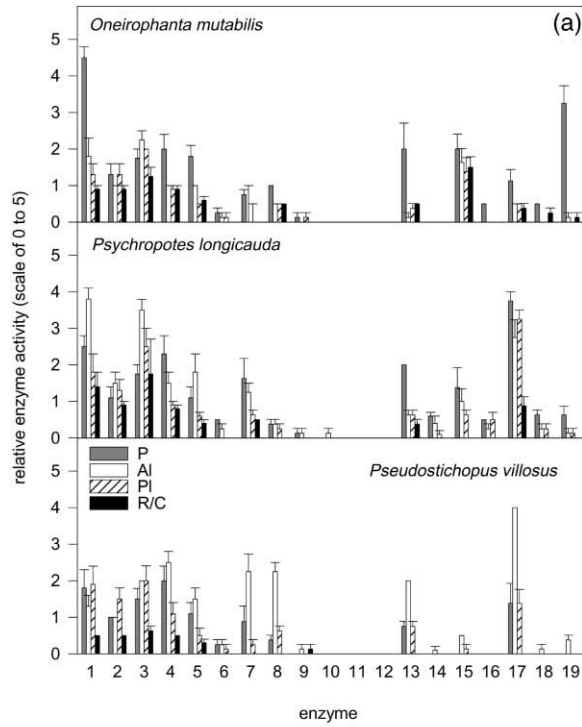 (a)
Oneirophanta mutabilis
5
4
3
2
1
0
Psychropotes longicauda
5
4
3
2
1
0
relative enzyme activity (scale of 0 to 5)
P
Al
Pl
R/C
Pseudostichopus villosus
5
4
3
2
1
0
1 2 3 4 5 6 7 8 9 10 11 12 13 14 15 16 17 18 19
enzyme